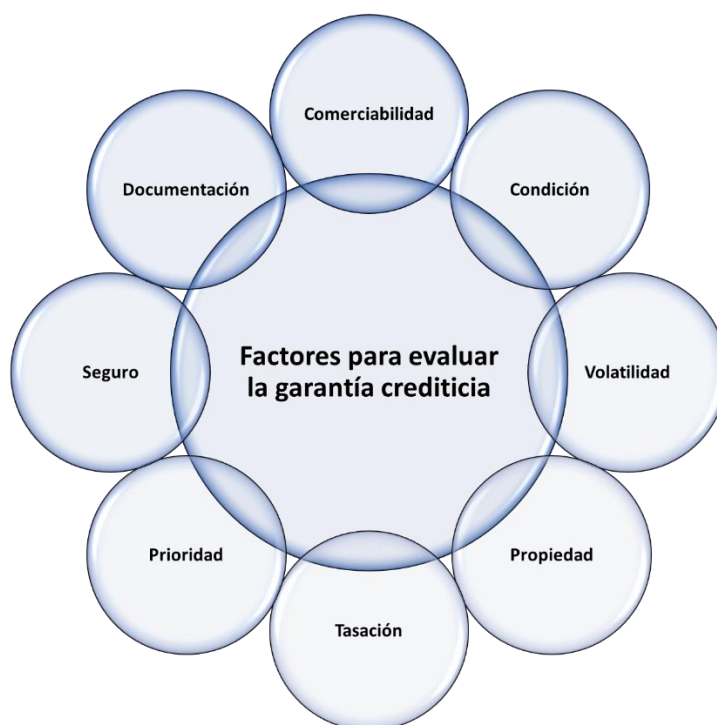 Comerciabilidad
Documentación
Condición
Factores para evaluar
la garantía crediticia
Seguro
Volatilidad
Prioridad
Propiedad
Tasación